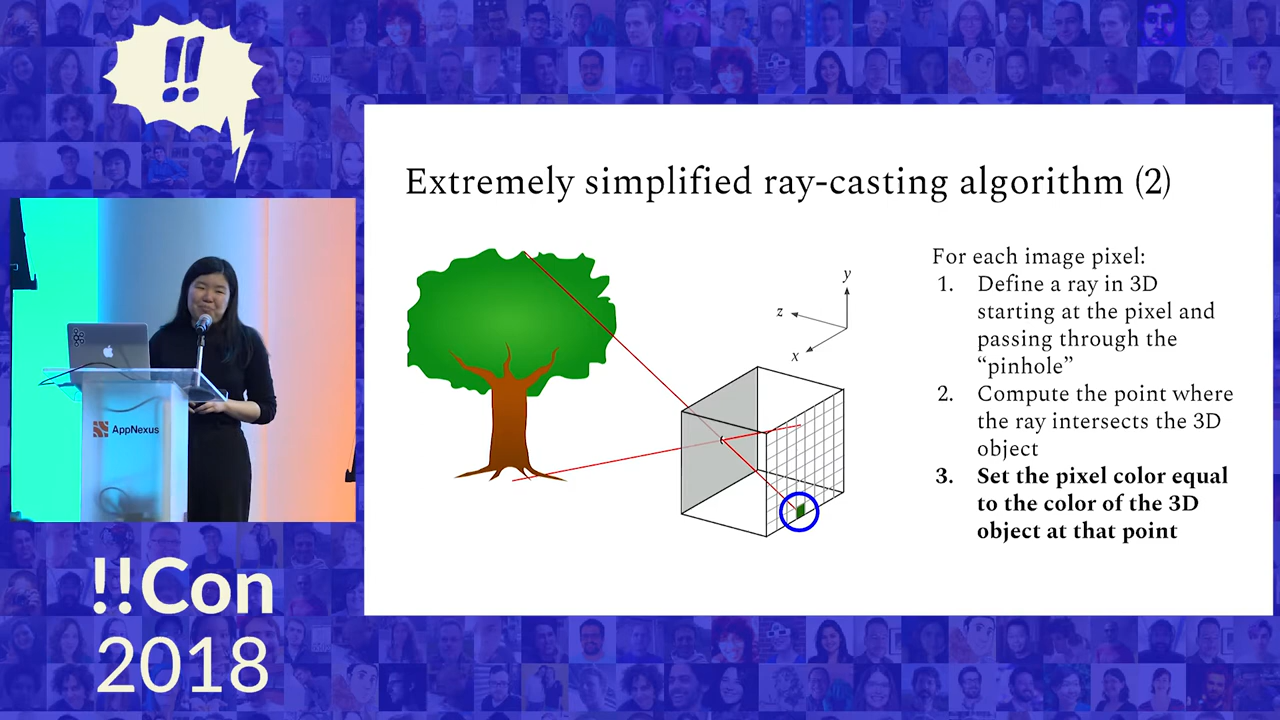 !!
Extremely simplified ray-casting algorithm (2)
y
z
x
For each image pixel:
1. Define a ray in 3D
starting at the pixel and
passing through the
“pinhole”
2. Compute the point where
the ray intersects the 3D
object
3. Set the pixel color equal
to the color of the 3D
object at that point
AppNexus
!!Con
2018